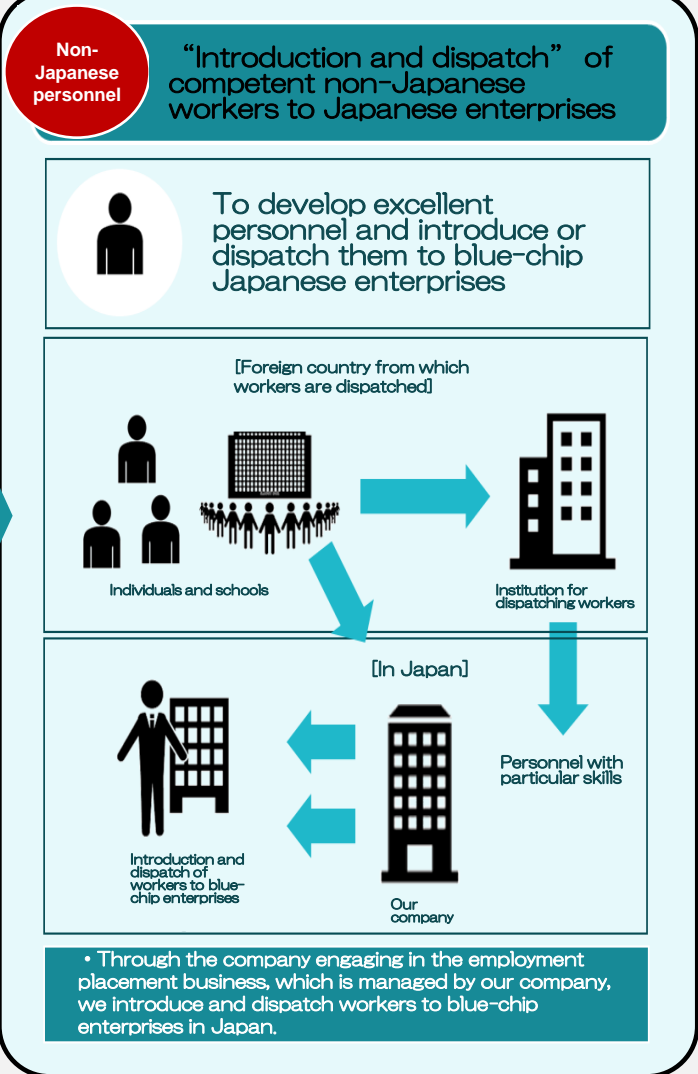 Non-
Japanese
personnel
“Introduction and dispatch” of
competent non-Japanese
workers to Japanese enterprises
To develop excellent
personnel and introduce or
dispatch them to blue-chip
Japanese enterprises
[Foreign country from which
workers are dispatched]
Individuals and schools
Institution for
dispatching workers
[In Japan]
Personnel with
particular skills
Introduction and
dispatch of
workers to blue-
chip enterprises
Our
company
・Through the company engaging in the employment
placement business, which is managed by our company,
we introduce and dispatch workers to blue-chip
enterprises in Japan.